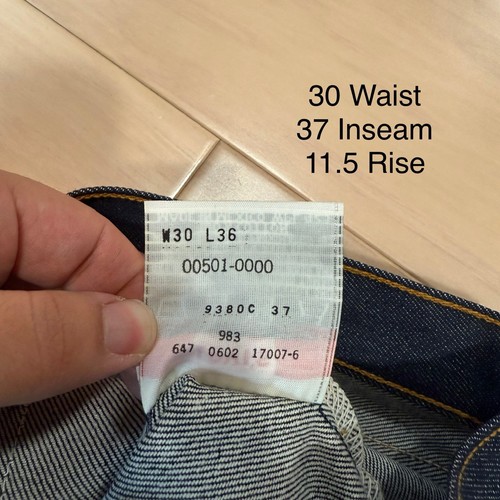 30 Waist
37 Inseam
11.5 Rise
W30 L36
00501-0000
9380C 37
983
647 0602 17007-6